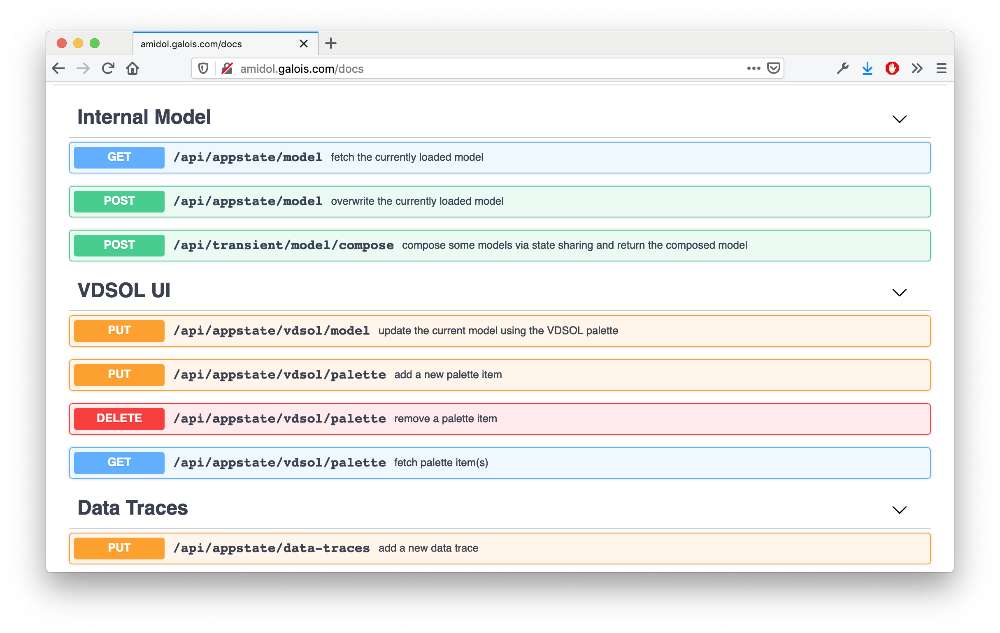 amidol.galois.com/docs
amidol.galois.com/docs
Internal Model
GET /api/appstate/model fetch the currently loaded model
POST /api/appstate/model overwrite the currently loaded model
POST /api/transient/model/compose compose some models via state sharing and return the composed model
VDSOL UI
PUT /api/appstate/vdsol/model update the current model using the VDSOL palette
PUT /api/appstate/vdsol/palette add a new palette item
DELETE /api/appstate/vdsol/palette remove a palette item
GET /api/appstate/vdsol/palette fetch palette item(s)
Data Traces
PUT /api/appstate/data-traces add a new data trace